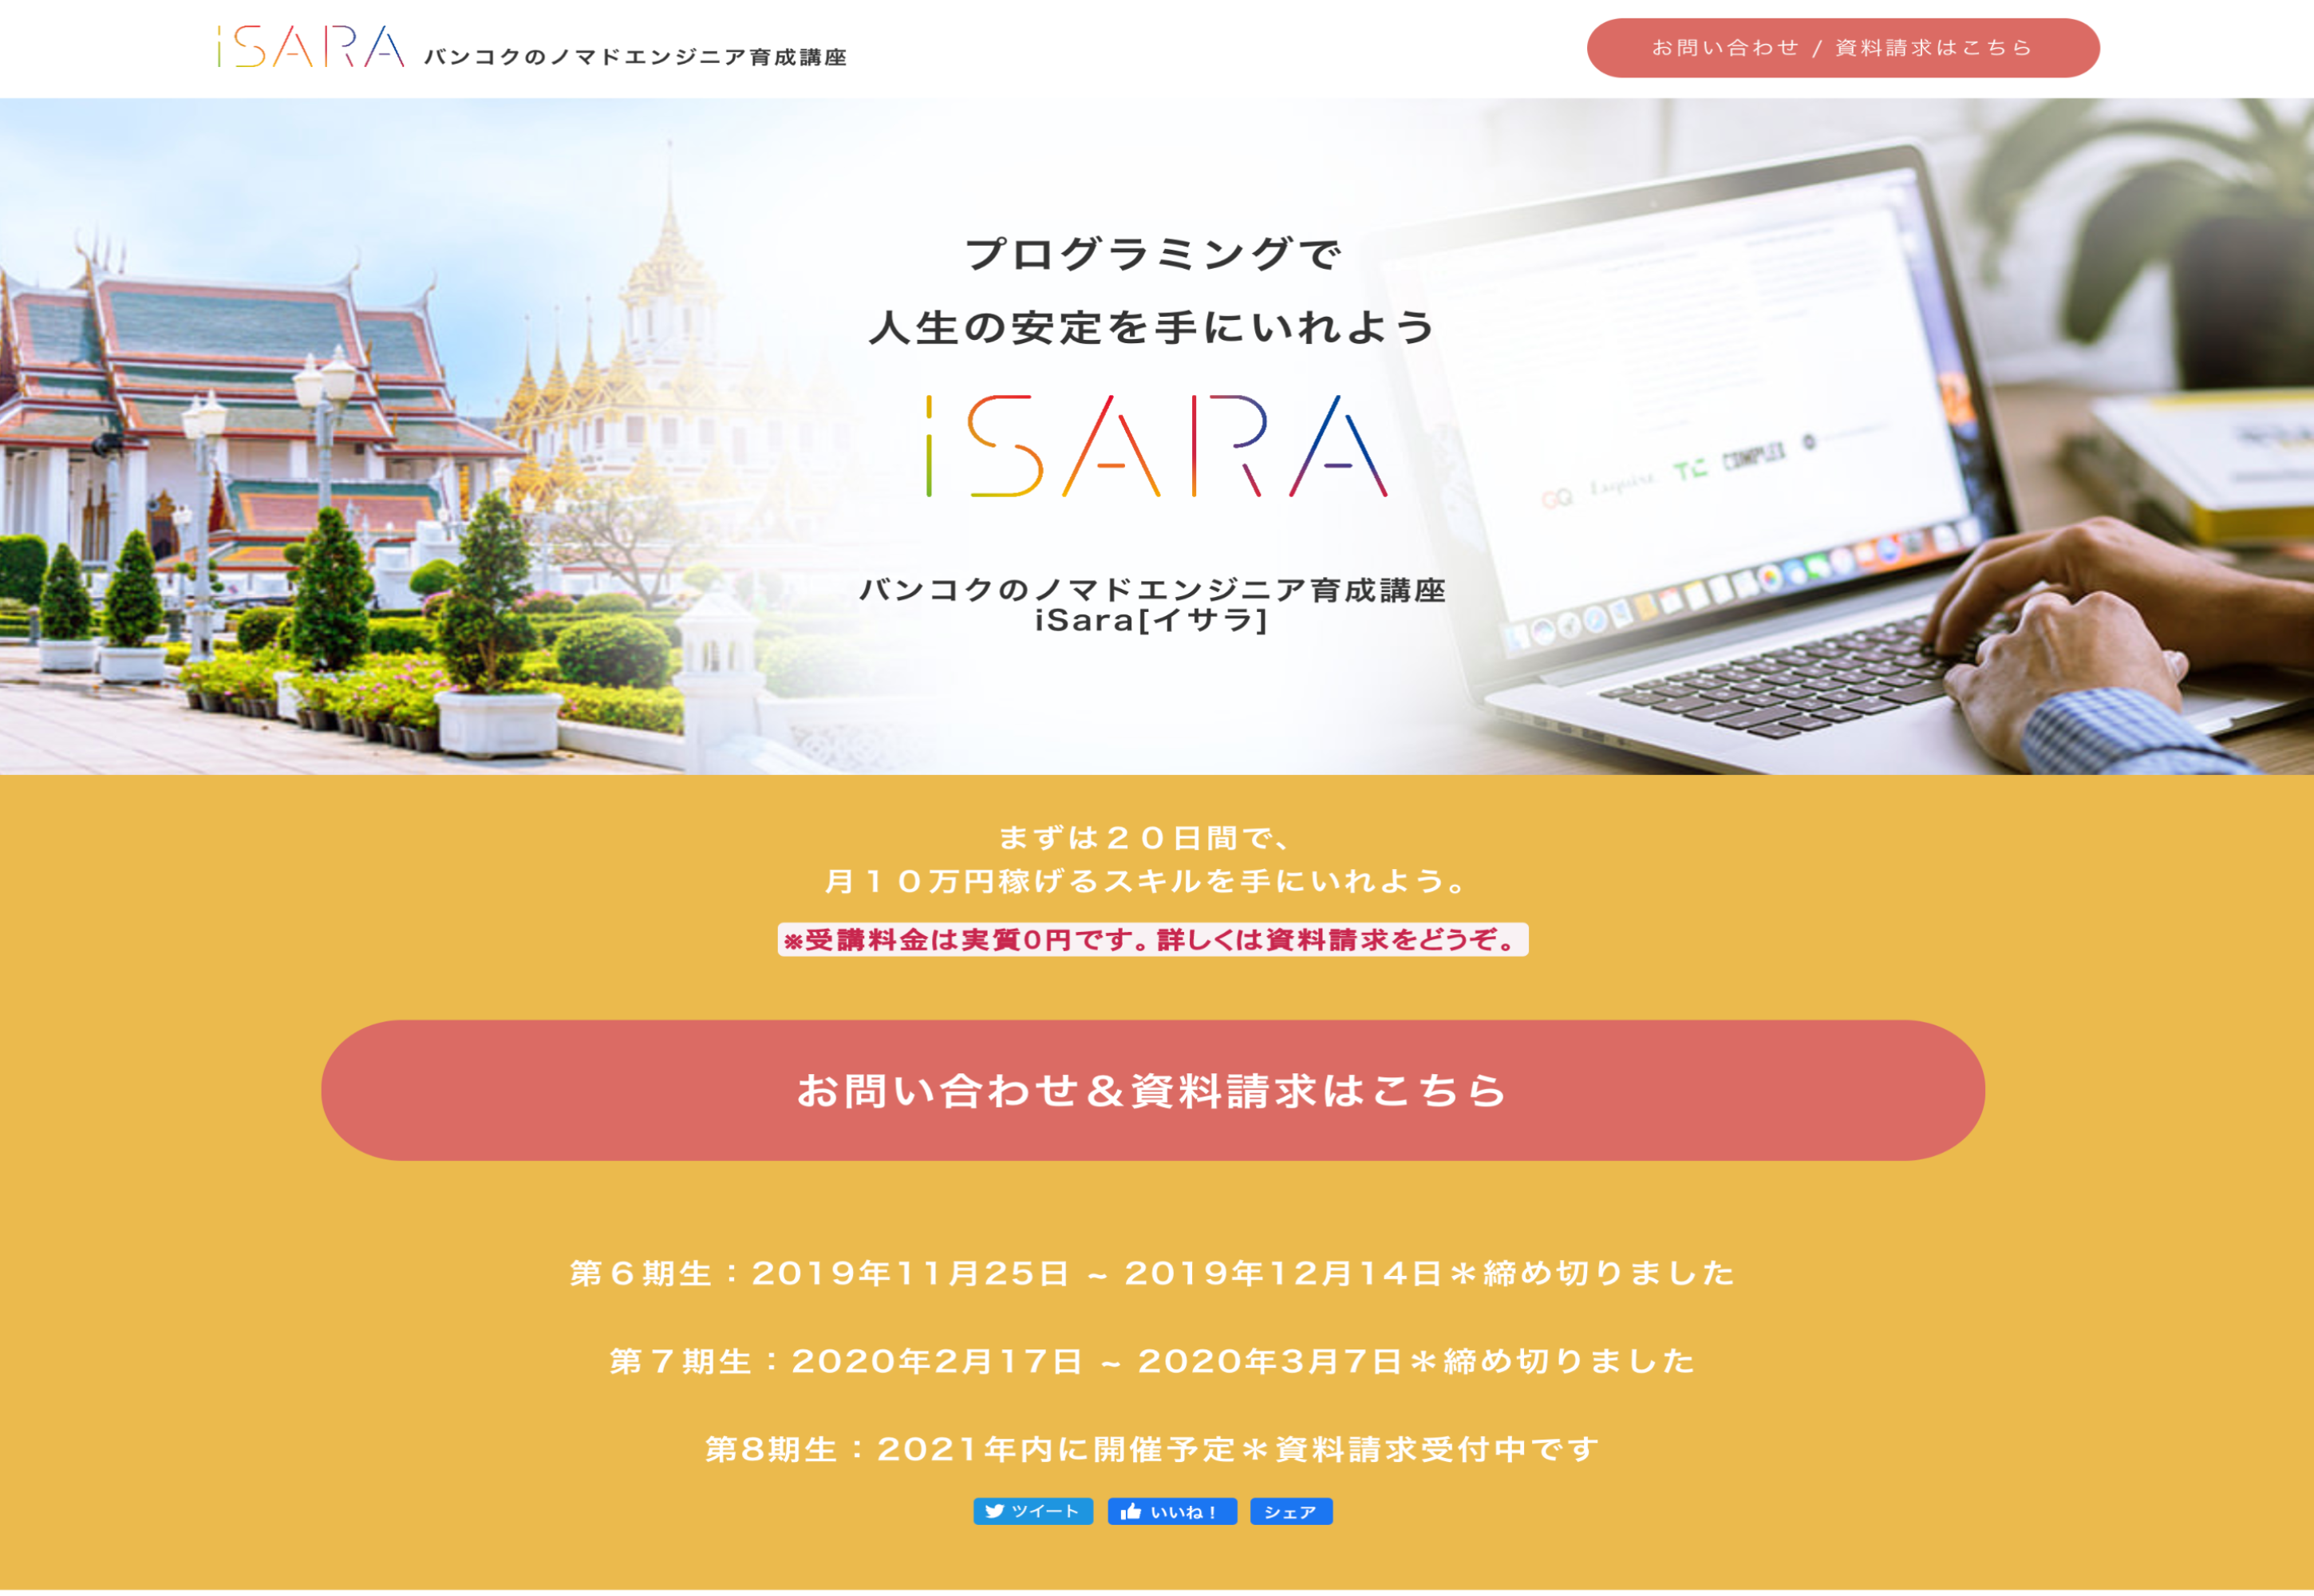 iSARA バンコクのノマドエンジニア育成講座
お問い合わせ / 資料請求はこちら
プログラミングで
人生の安定を手にいれよう
iSARA
バンコクのノマドエンジニア育成講座
iSara[イサラ]
GQ Esquire. TC COMPLEX
まずは２０日間で、
月１０万円稼げるスキルを手にいれよう。
※受講料金は実質0円です。詳しくは資料請求をどうぞ。
お問い合わせ＆資料請求はこちら
第６期生：2019年11月25日 ~ 2019年12月14日＊締め切りました
第７期生：2020年2月17日 ~ 2020年3月7日＊締め切りました
第8期生：2021年内に開催予定＊資料請求受付中です
ツイート いいね！ シェア